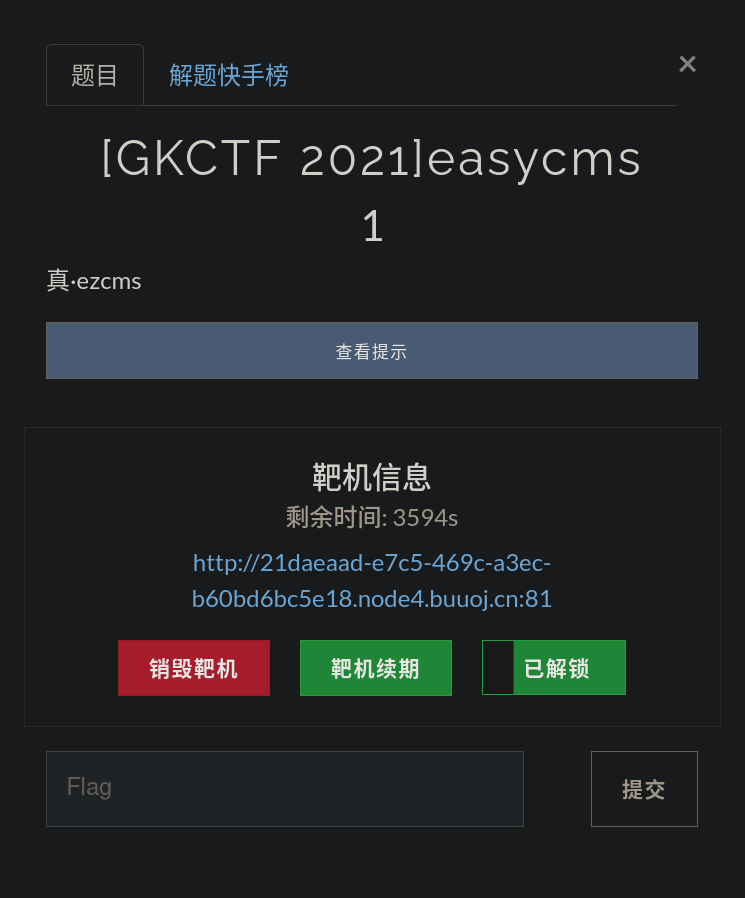 题目
解题快手榜
×
[GKCTF 2021]easycms
1
真·ezcms
查看提示
靶机信息
剩余时间: 3594s
http://21daeaad-e7c5-469c-a3ec-
b60bd6bc5e18.node4.buuoj.cn:81
销毁靶机
靶机续期
已解锁
Flag
提交